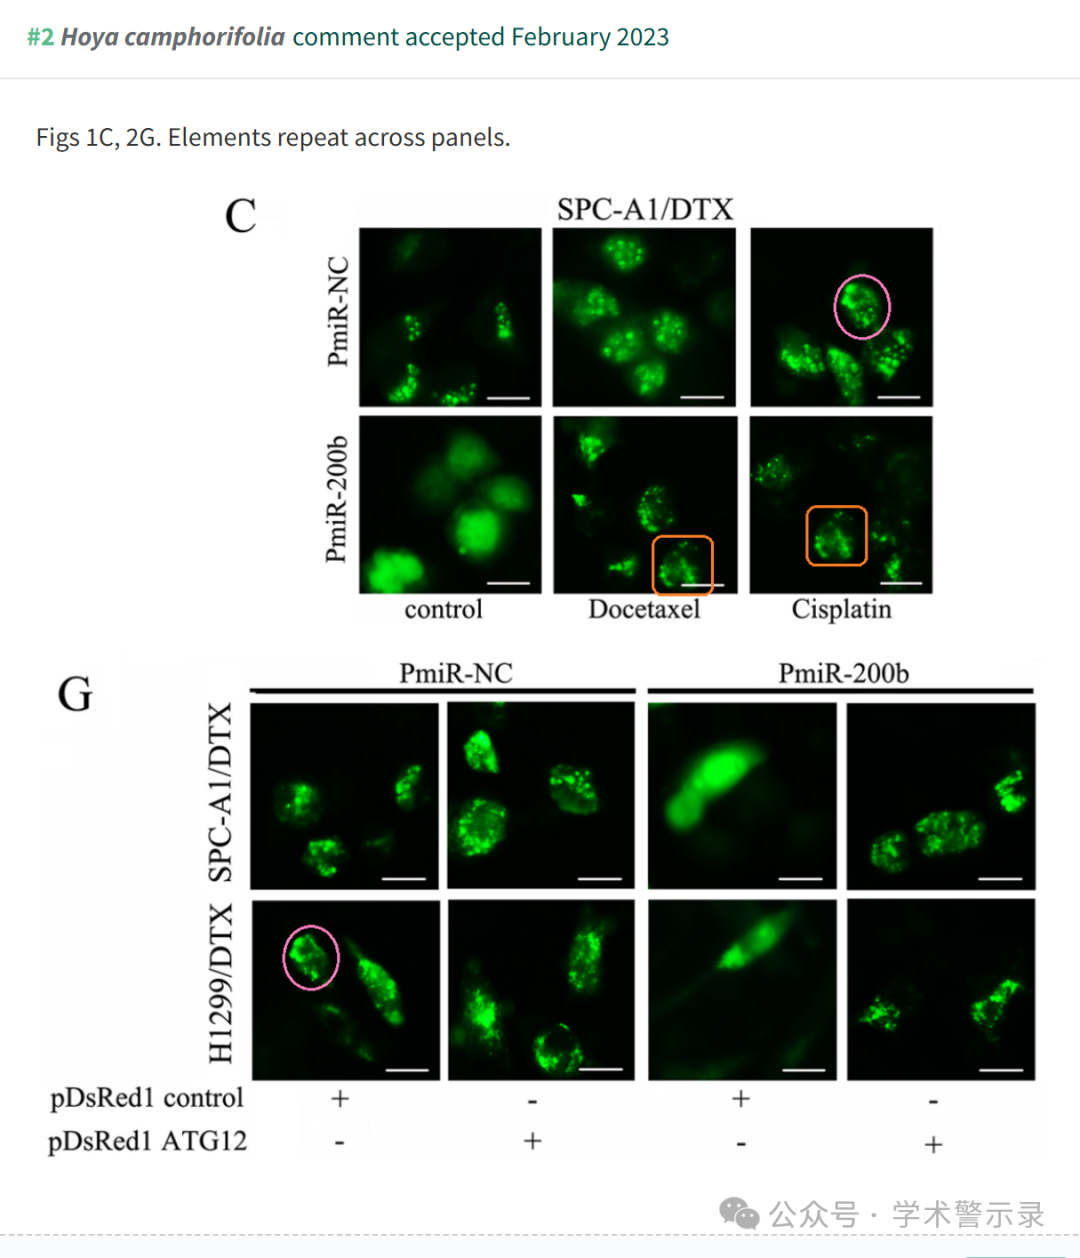 #2 Hoya camphorifolia comment accepted February 2023
Figs 1C, 2G. Elements repeat across panels.
C
SPC-A1/DTX
PmiR-NC
PmiR-200b
control Docetaxel Cisplatin
G
PmiR-NC PmiR-200b
SPC-A1/DTX
H1299/DTX
pDsRed1 control + - + -
pDsRed1 ATG12 - + - +
公众号 · 学术警示录